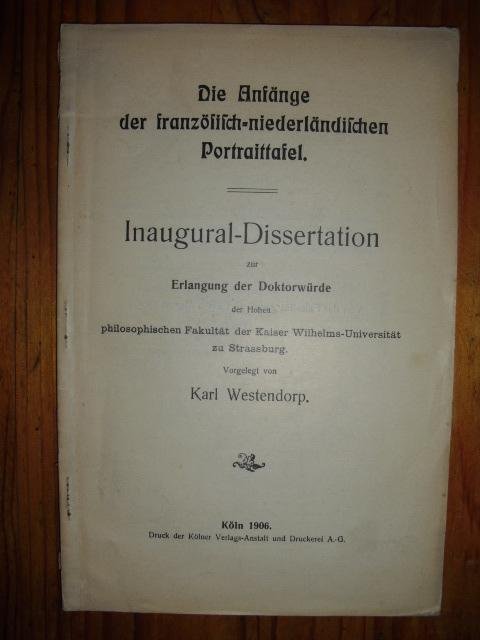 Die Anfänge
der französisch-niederländischen
Portraittafel.
Inaugural-Dissertation
zur
Erlangung der Doktorwürde
der Hohen
philosophischen Fakultät der Kaiser Wilhelms-Universität
zu Strassburg.
Vorgelegt von
Karl Westendorp.
Köln 1906.
Druck der Kölner Verlags-Anstalt und Druckerei A.-G.